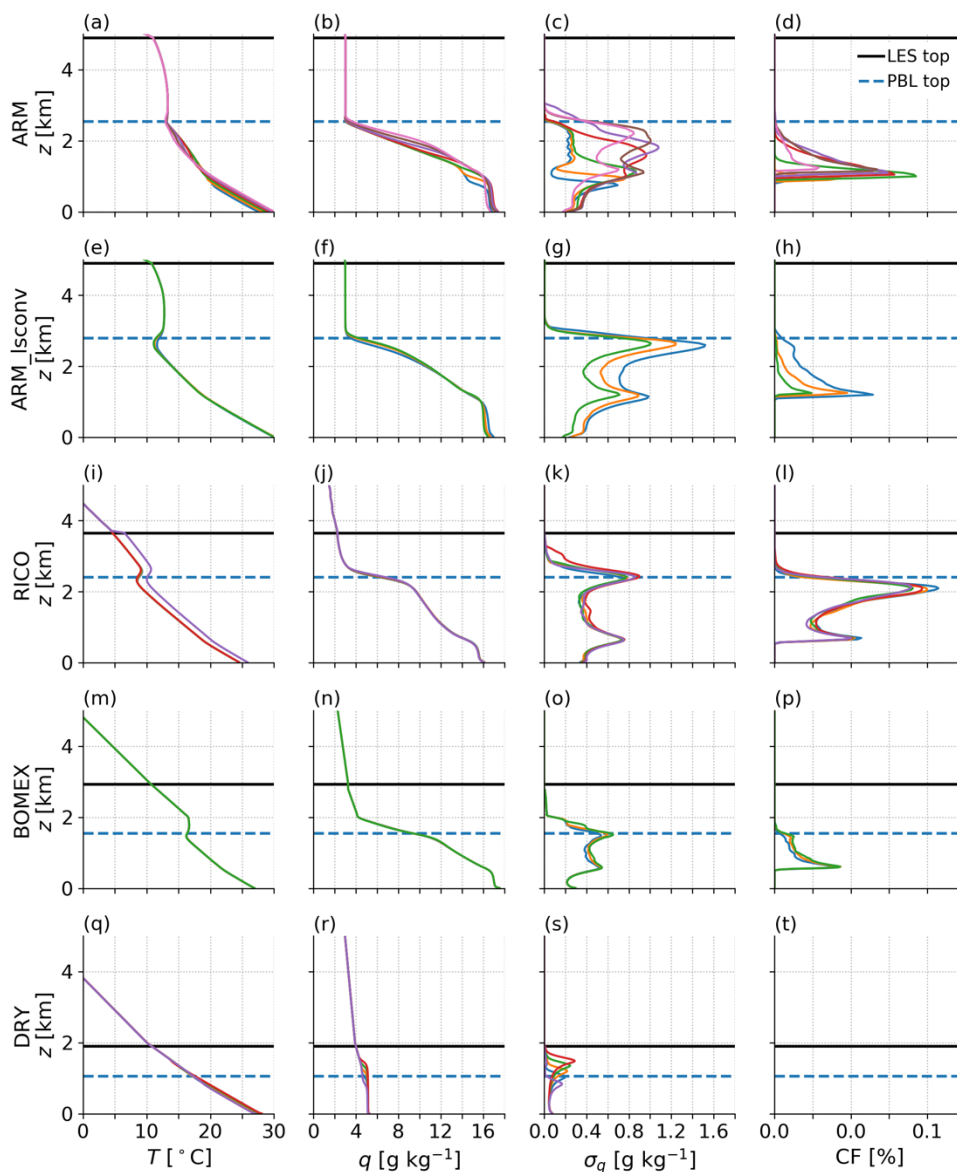 (a) (b) (c) (d)
LES top
PBL top
ARM
z [km]
4
2
0
(e) (f) (g) (h)
ARM_lsconv
z [km]
4
2
0
(i) (j) (k) (l)
RICO
z [km]
4
2
0
(m) (n) (o) (p)
BOMEX
z [km]
4
2
0
(q) (r) (s) (t)
DRY
z [km]
4
2
0
0 10 20 30 0 4 8 12 16 0.0 0.4 0.8 1.2 1.6 0.0 0.0 0.1
T [°C] q [g kg⁻¹] σq [g kg⁻¹] CF [%]